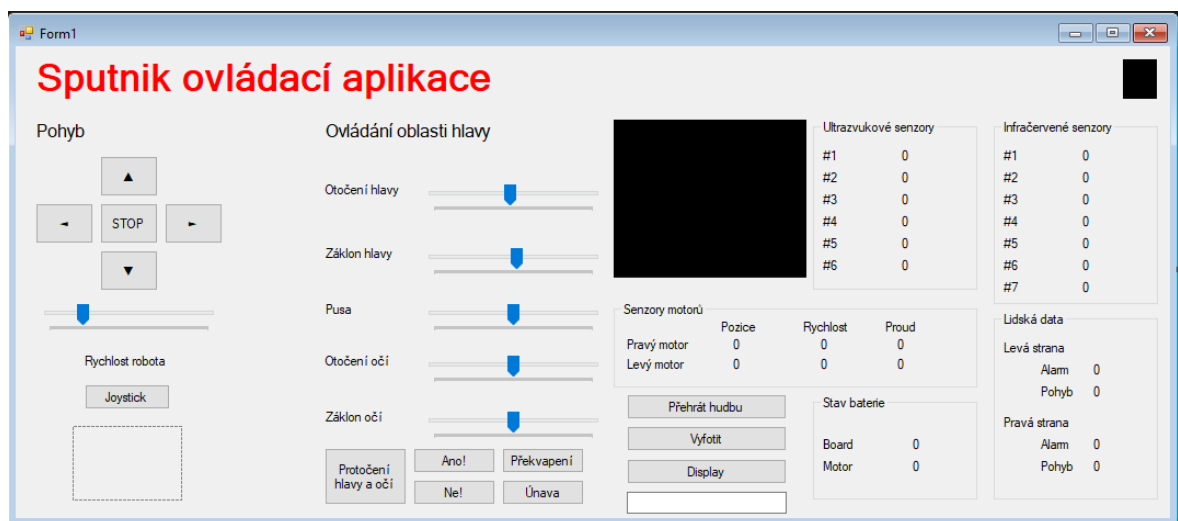 Form1
Sputnik ovládací aplikace
Pohyb
▲
◄ STOP ►
▼
Rychlost robota
Joystick
Ovládání oblasti hlavy
Otočení hlavy
Záklon hlavy
Pusa
Otočení očí
Záklon očí
Protočení
hlavy a očí
Ano! Překvapení
Ne! Únava
Ultrazvukové senzory
#1 0
#2 0
#3 0
#4 0
#5 0
#6 0
Infračervené senzory
#1 0
#2 0
#3 0
#4 0
#5 0
#6 0
#7 0
Senzory motorů
Pozice Rychlost Proud
Pravý motor 0 0 0
Levý motor 0 0 0
Přehrát hudbu
Vyfotit
Display
Stav baterie
Board 0
Motor 0
Lidská data
Levá strana
Alarm 0
Pohyb 0
Pravá strana
Alarm 0
Pohyb 0